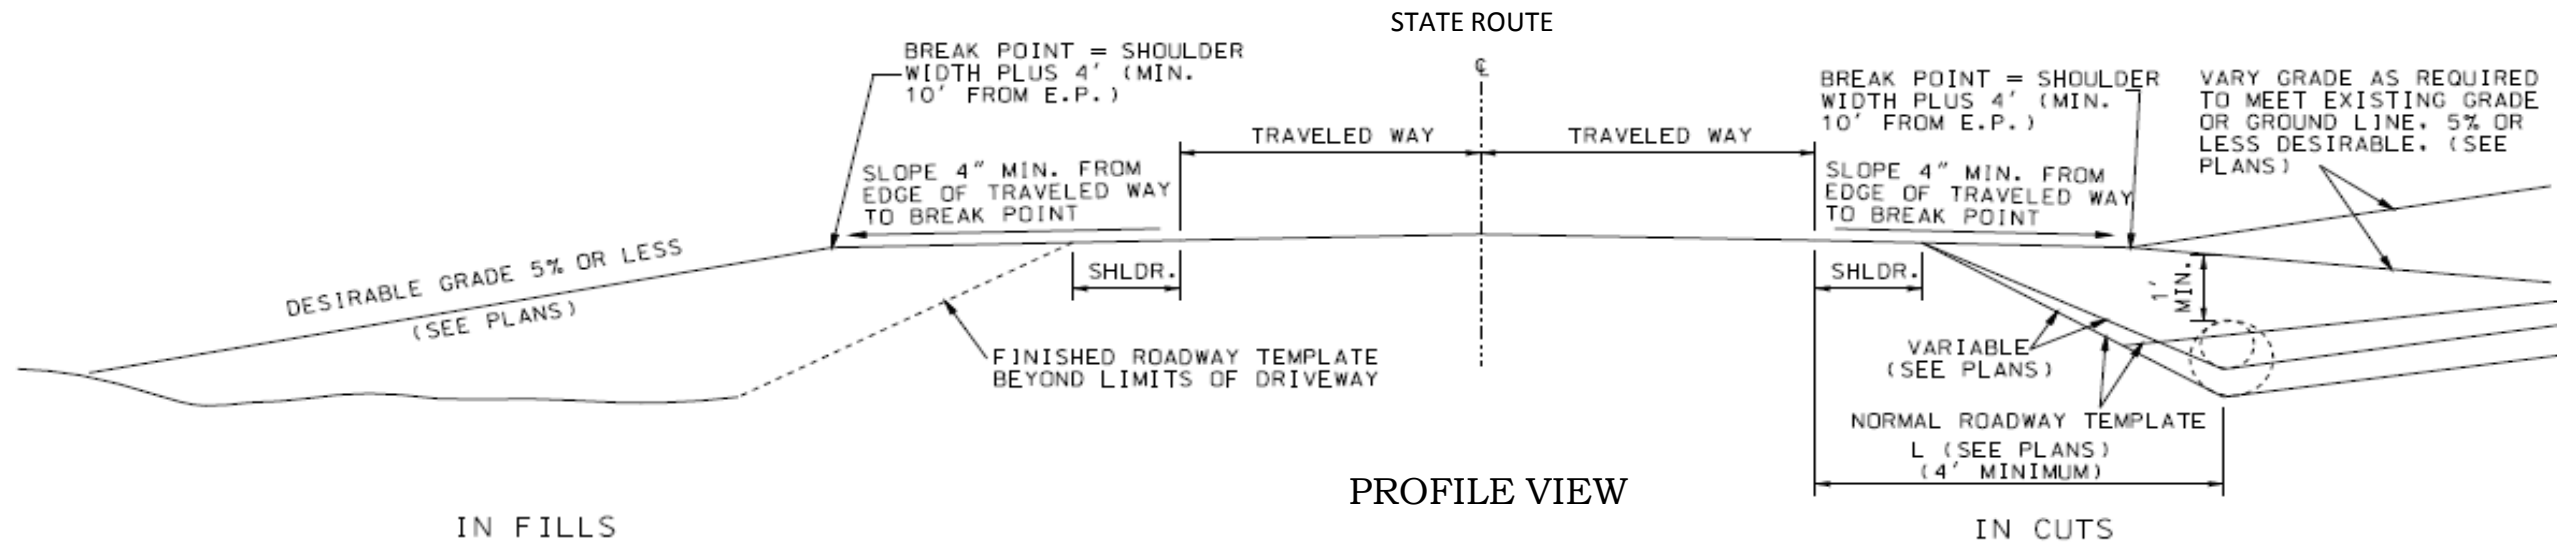 STATE ROUTE
℄
BREAK POINT = SHOULDER
WIDTH PLUS 4' (MIN.
10' FROM E.P.)
SLOPE 4" MIN. FROM
EDGE OF TRAVELED WAY
TO BREAK POINT
TRAVELED WAY
TRAVELED WAY
BREAK POINT = SHOULDER
WIDTH PLUS 4' (MIN.
10' FROM E.P.)
SLOPE 4" MIN. FROM
EDGE OF TRAVELED WAY
TO BREAK POINT
VARY GRADE AS REQUIRED
TO MEET EXISTING GRADE
OR GROUND LINE. 5% OR
LESS DESIRABLE. (SEE
PLANS)
DESIRABLE GRADE 5% OR LESS
(SEE PLANS)
SHLDR.
SHLDR.
1'
MIN.
FINISHED ROADWAY TEMPLATE
BEYOND LIMITS OF DRIVEWAY
VARIABLE
(SEE PLANS)
NORMAL ROADWAY TEMPLATE
L (SEE PLANS)
(4' MINIMUM)
PROFILE VIEW
IN FILLS
IN CUTS